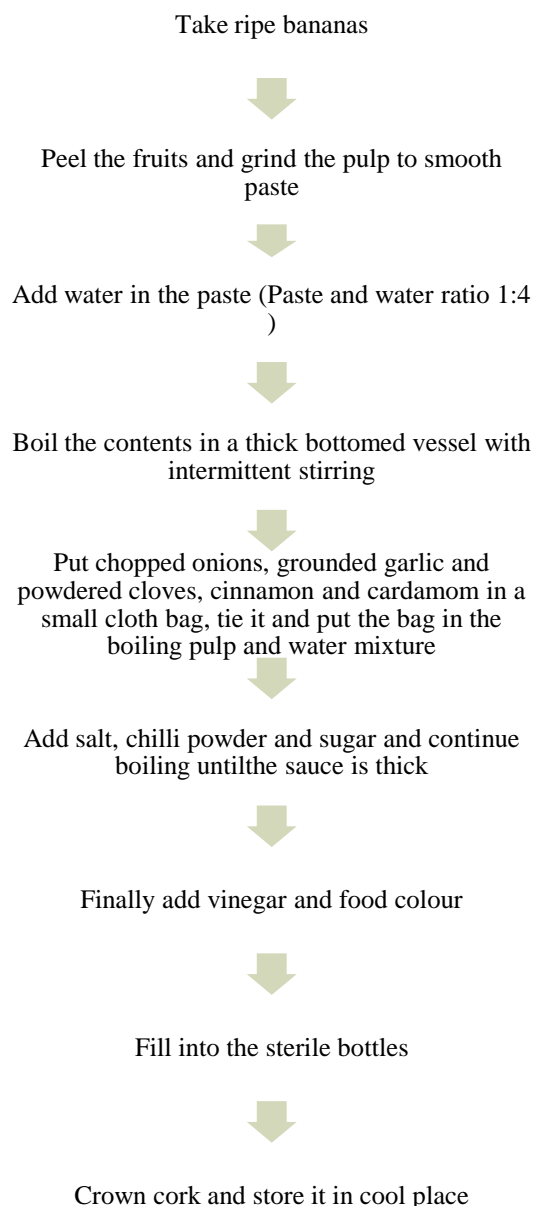 Take ripe bananas
Peel the fruits and grind the pulp to smooth
paste
Add water in the paste (Paste and water ratio 1:4
)
Boil the contents in a thick bottomed vessel with
intermittent stirring
Put chopped onions, grounded garlic and
powdered cloves, cinnamon and cardamom in a
small cloth bag, tie it and put the bag in the
boiling pulp and water mixture
Add salt, chilli powder and sugar and continue
boiling untilthe sauce is thick
Finally add vinegar and food colour
Fill into the sterile bottles
Crown cork and store it in cool place